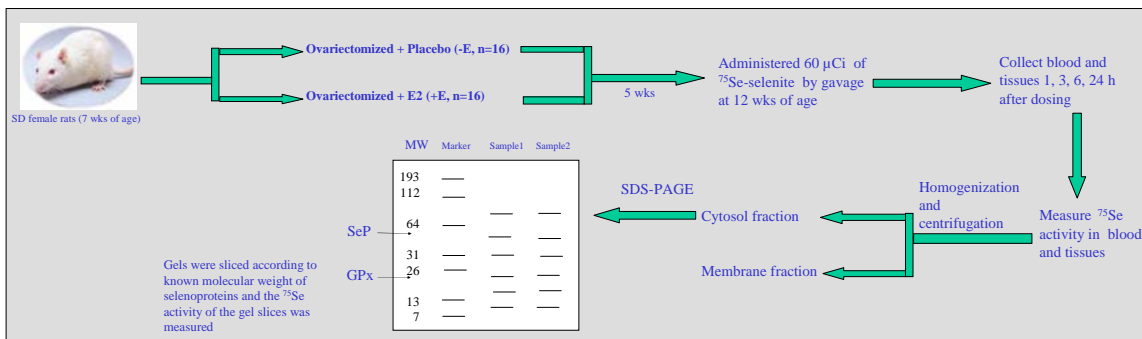 SD female rats (7 wks of age)
Ovariectomized + Placebo (-E, n=16)
Ovariectomized + E2 (+E, n=16)
5 wks
Administered 60 µCi of
⁷⁵Se-selenite by gavage
at 12 wks of age
Collect blood and
tissues 1, 3, 6, 24 h
after dosing
Measure ⁷⁵Se
activity in blood
and tissues
Homogenization
and
centrifugation
Cytosol fraction
Membrane fraction
SDS-PAGE
MW Marker Sample1 Sample2
193
112
64
SeP
31
26
GPx
13
7
Gels were sliced according to
known molecular weight of
selenoproteins and the ⁷⁵Se
activity of the gel slices was
measured